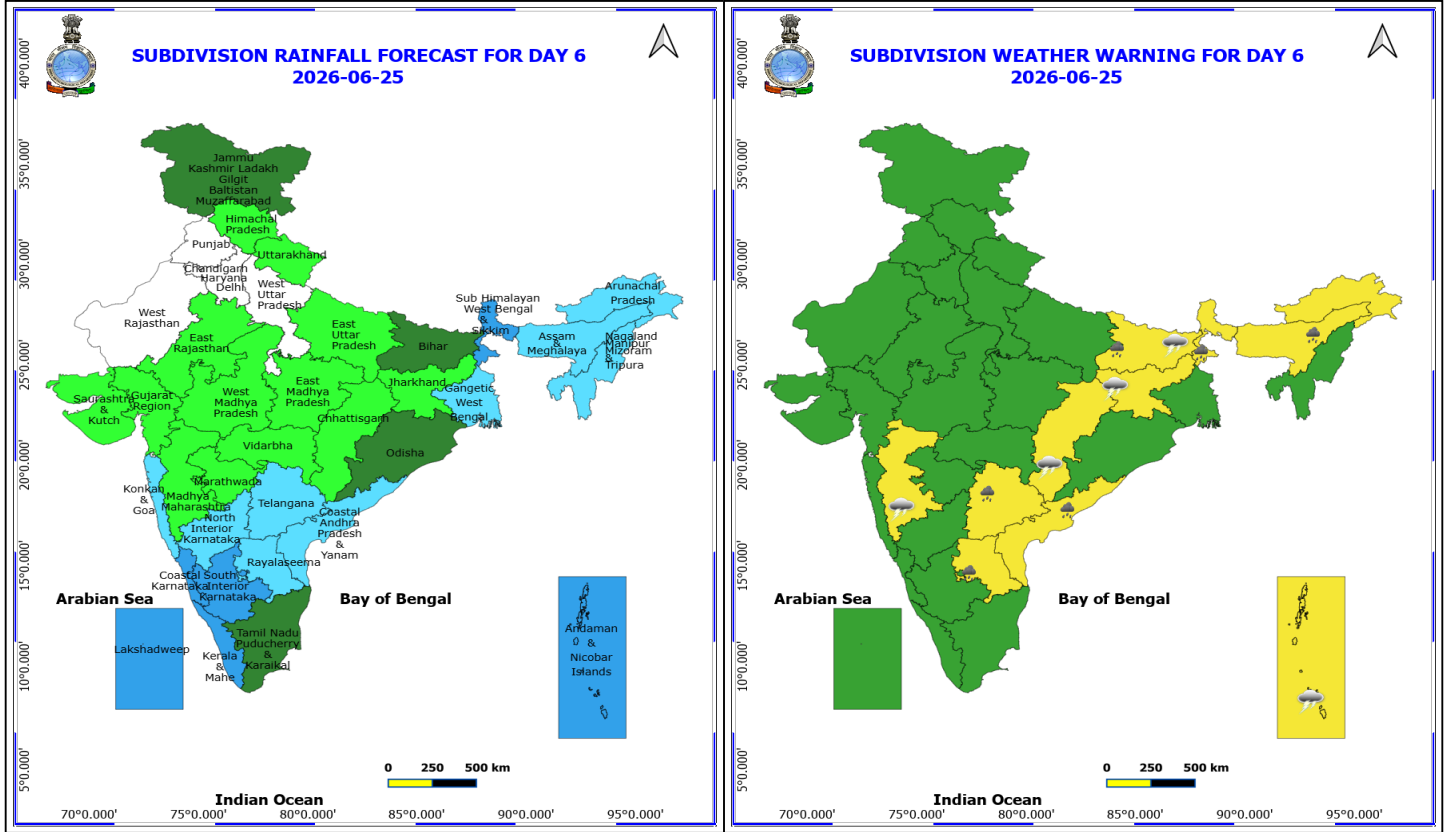 SUBDIVISION RAINFALL FORECAST FOR DAY 6
2026-06-25
40°0.000'
35°0.000'
30°0.000'
25°0.000'
20°0.000'
15°0.000'
10°0.000'
5°0.000'
Jammu
Kashmir Ladakh
Gilgit
Baltistan
Muzaffarabad
Himachal
Pradesh
Punjab
Uttarakhand
Chandigarh
Haryana
Delhi
West
Uttar
Pradesh
West
Rajasthan
East
Rajasthan
East
Uttar
Pradesh
Bihar
Sub Himalayan
West Bengal
&
Sikkim
Arunachal
Pradesh
Assam
&
Meghalaya
Nagaland
Manipur
Mizoram
&
Tripura
Saurashtra
&
Kutch
Gujarat
Region
West
Madhya
Pradesh
East
Madhya
Pradesh
Jharkhand
Gangetic
West
Bengal
Chhattisgarh
Vidarbha
Odisha
Konkan
&
Goa
Madhya
Maharashtra
Marathwada
Telangana
North
Interior
Karnataka
Coastal
Andhra
Pradesh
&
Yanam
Rayalaseema
Coastal
Karnataka
South
Interior
Karnataka
Arabian Sea
Bay of Bengal
Lakshadweep
Kerala
&
Mahe
Tamil Nadu
Puducherry
&
Karaikal
Andaman
&
Nicobar
Islands
0 250 500 km
Indian Ocean
70°0.000' 75°0.000' 80°0.000' 85°0.000' 90°0.000' 95°0.000'
SUBDIVISION WEATHER WARNING FOR DAY 6
2026-06-25
40°0.000'
35°0.000'
30°0.000'
25°0.000'
20°0.000'
15°0.000'
10°0.000'
5°0.000'
Arabian Sea
Bay of Bengal
0 250 500 km
Indian Ocean
70°0.000' 75°0.000' 80°0.000' 85°0.000' 90°0.000' 95°0.000'